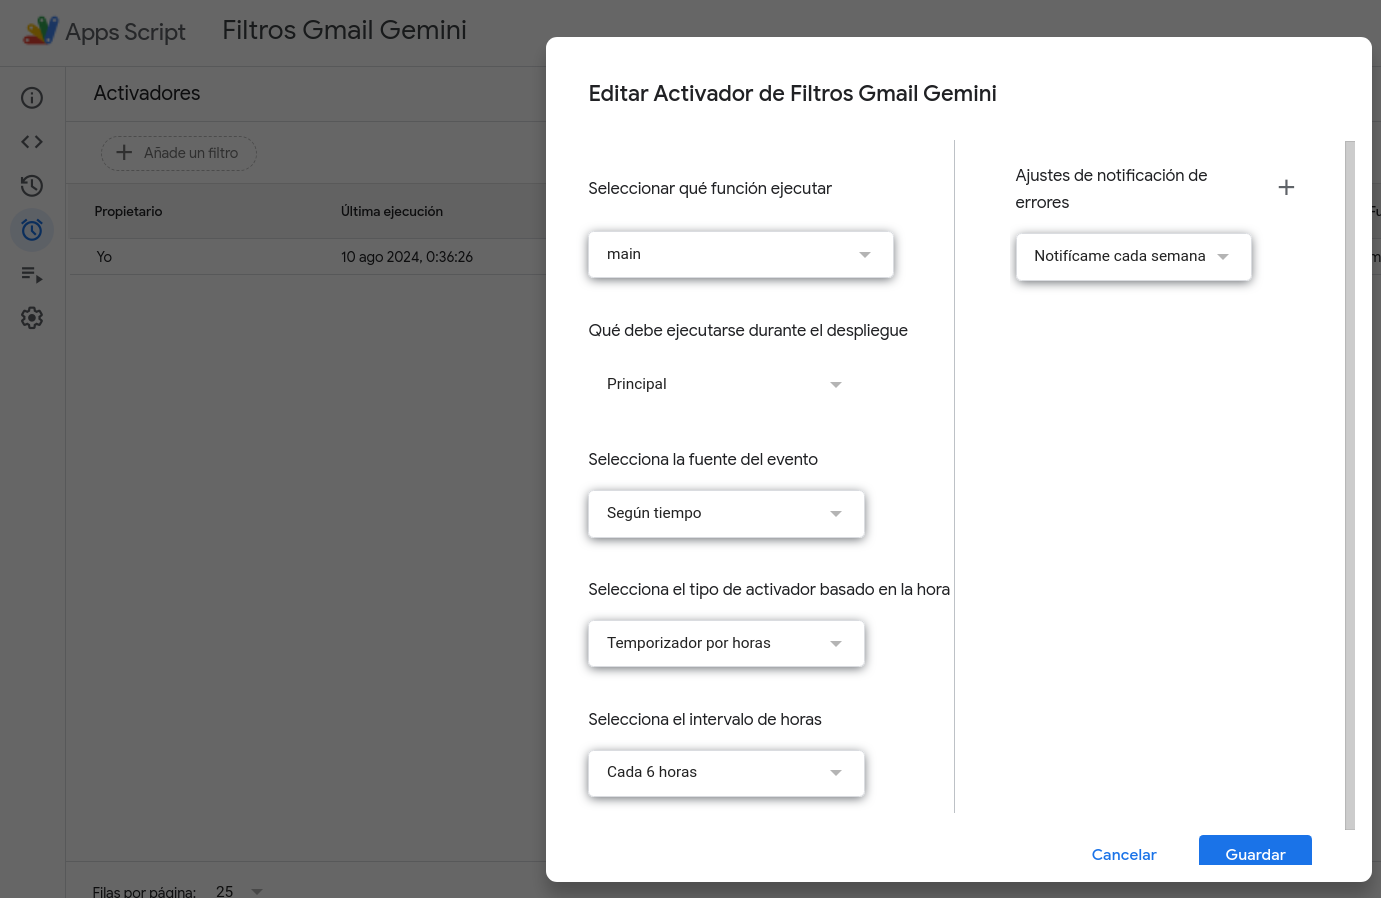 Apps Script
Filtros Gmail Gemini
Activadores
Añade un filtro
Propietario
Última ejecución
Yo
10 ago 2024, 0:36:26
Filas por página:
25
Editar Activador de Filtros Gmail Gemini
Seleccionar qué función ejecutar
main
Qué debe ejecutarse durante el despliegue
Principal
Selecciona la fuente del evento
Según tiempo
Selecciona el tipo de activador basado en la hora
Temporizador por horas
Selecciona el intervalo de horas
Cada 6 horas
Ajustes de notificación de
errores
Notifícame cada semana
Cancelar
Guardar